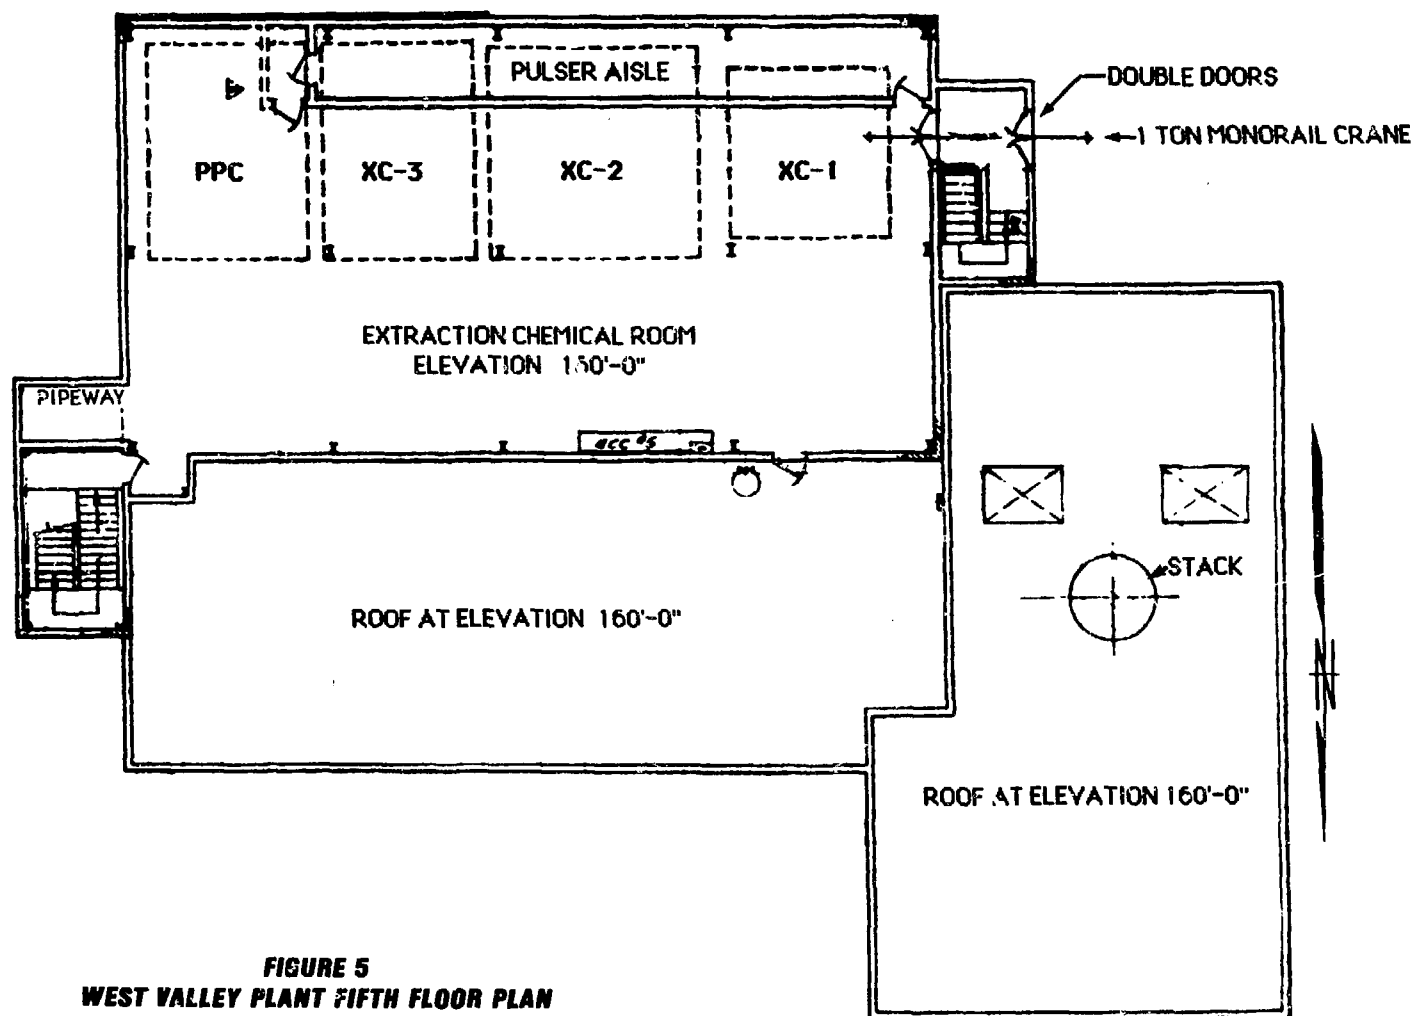 PULSER AISLE
DOUBLE DOORS
1 TON MONORAIL CRANE
PPC
XC-3
XC-2
XC-1
EXTRACTION CHEMICAL ROOM
ELEVATION 160'-0"
PIPEWAY
STACK
ROOF AT ELEVATION 160'-0"
N
ROOF AT ELEVATION 160'-0"
FIGURE 5
WEST VALLEY PLANT FIFTH FLOOR PLAN